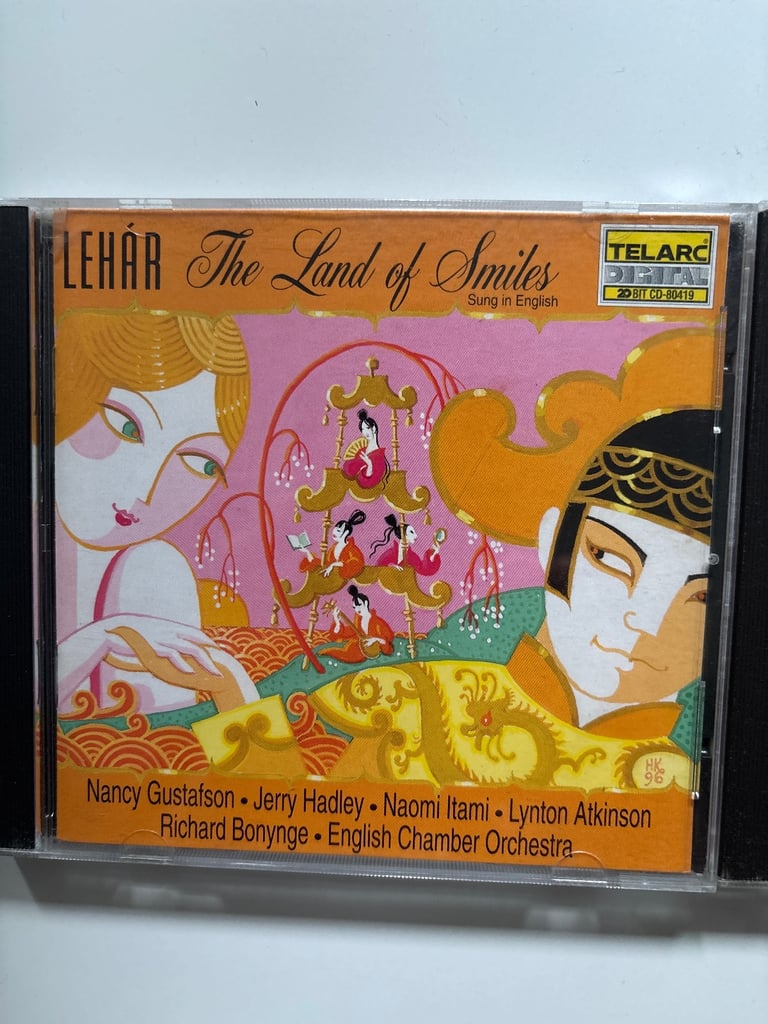 LEHÁR The Land of Smiles
Sung in English
TELARC
DIGITAL
20 BIT CD-80419
HK
96
Nancy Gustafson • Jerry Hadley • Naomi Itami • Lynton Atkinson
Richard Bonynge • English Chamber Orchestra